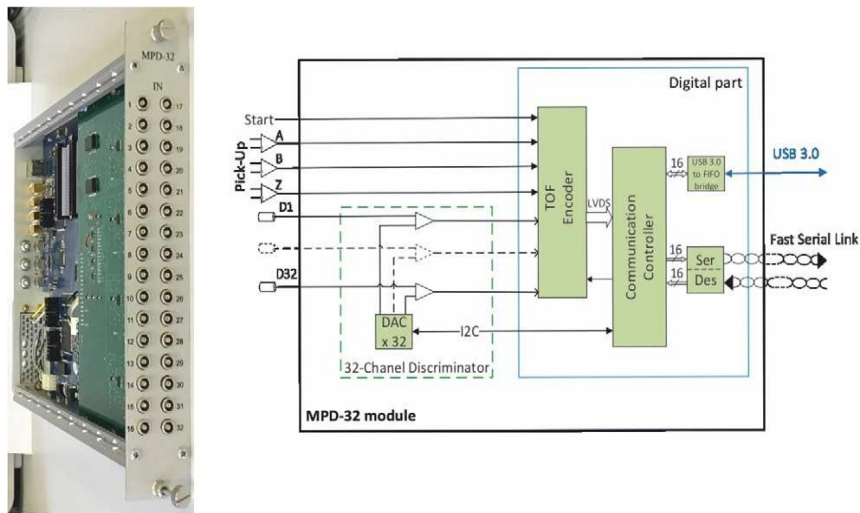 MPD-32
IN
1 17
2 18
3 19
4 20
5 21
6 22
7 23
8 24
9 25
10 26
11 27
12 28
13 29
14 30
15 31
16 32
Digital part
Start
Pick-Up
A
B
Z
D1
D32
TOF
Encoder
LVDS
Communication
Controller
16
USB 3.0
to FIFO
bridge
USB 3.0
16
16
Ser
Des
Fast Serial Link
DAC
x 32
I2C
32-Chanel Discriminator
MPD-32 module